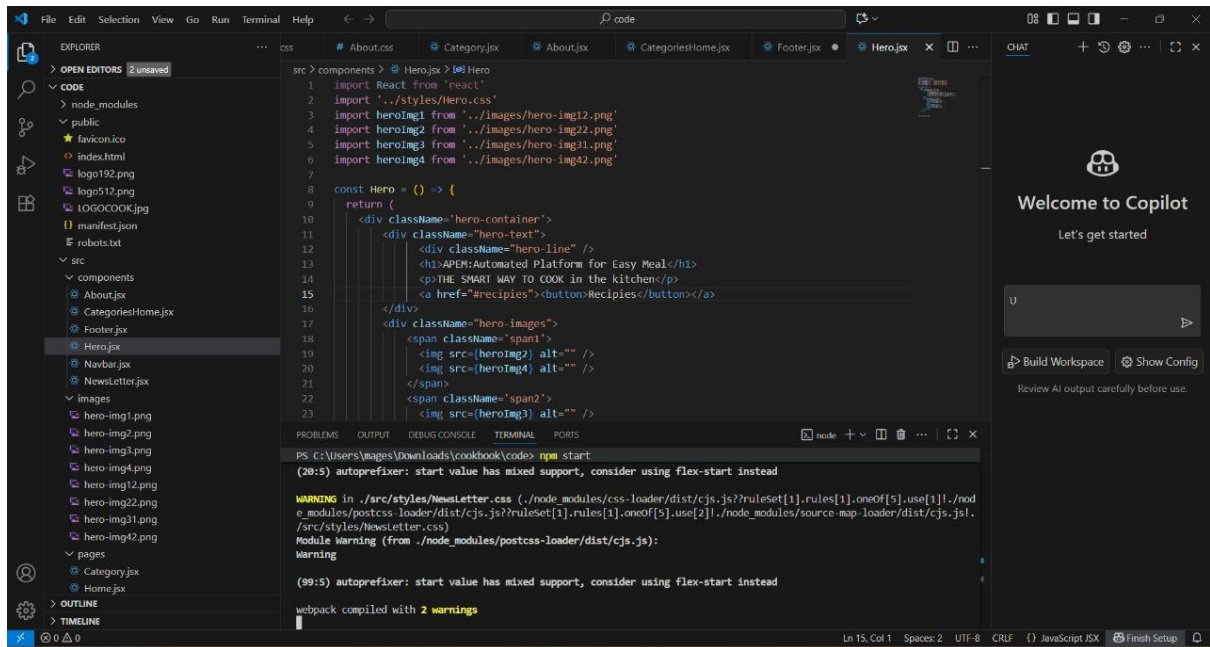 File Edit Selection View Go Run Terminal Help
code
EXPLORER
OPEN EDITORS 2 unsaved
CODE
node_modules
public
favicon.ico
index.html
logo192.png
logo512.png
LOGOCOOK.jpg
manifest.json
robots.txt
src
components
About.jsx
CategoriesHome.jsx
Footer.jsx
Hero.jsx
Navbar.jsx
NewsLetter.jsx
images
hero-img1.png
hero-img2.png
hero-img3.png
hero-img4.png
hero-img12.png
hero-img22.png
hero-img31.png
hero-img42.png
pages
Category.jsx
Home.jsx
OUTLINE
TIMELINE
css # About.css Category.jsx About.jsx CategoriesHome.jsx Footer.jsx Hero.jsx
src > components > Hero.jsx > Hero
1 import React from 'react'
2 import '../styles/Hero.css'
3 import heroImg1 from '../images/hero-img12.png'
4 import heroImg2 from '../images/hero-img22.png'
5 import heroImg3 from '../images/hero-img31.png'
6 import heroImg4 from '../images/hero-img42.png'
7
8 const Hero = () => {
9 return (
10 <div className='hero-container'>
11 <div className="hero-text">
12 <div className="hero-line" />
13 <h1>APEM:Automated Platform for Easy Meal</h1>
14 <p>THE SMART WAY TO COOK in the kitchen</p>
15 <a href="#recipies"><button>Recipies</button></a>
16 </div>
17 <div className="hero-images">
18 <span className='span1'>
19 <img src={heroImg2} alt="" />
20 <img src={heroImg4} alt="" />
21 </span>
22 <span className='span2'>
23 <img src={heroImg3} alt="" />
PROBLEMS OUTPUT DEBUG CONSOLE TERMINAL PORTS
node
PS C:\Users\mages\Downloads\cookbook\code> npm start
(20:5) autoprefixer: start value has mixed support, consider using flex-start instead
WARNING in ./src/styles/NewsLetter.css (./node_modules/css-loader/dist/cjs.js??ruleSet[1].rules[1].oneOf[5].use[1]!./nod
e_modules/postcss-loader/dist/cjs.js??ruleSet[1].rules[1].oneOf[5].use[2]!./node_modules/source-map-loader/dist/cjs.js!.
/src/styles/NewsLetter.css)
Module Warning (from ./node_modules/postcss-loader/dist/cjs.js):
Warning
(99:5) autoprefixer: start value has mixed support, consider using flex-start instead
webpack compiled with 2 warnings
CHAT
Welcome to Copilot
Let's get started
U
Build Workspace Show Config
Review AI output carefully before use.
0 0 Ln 15, Col 1 Spaces: 2 UTF-8 CRLF {} JavaScript JSX Finish Setup